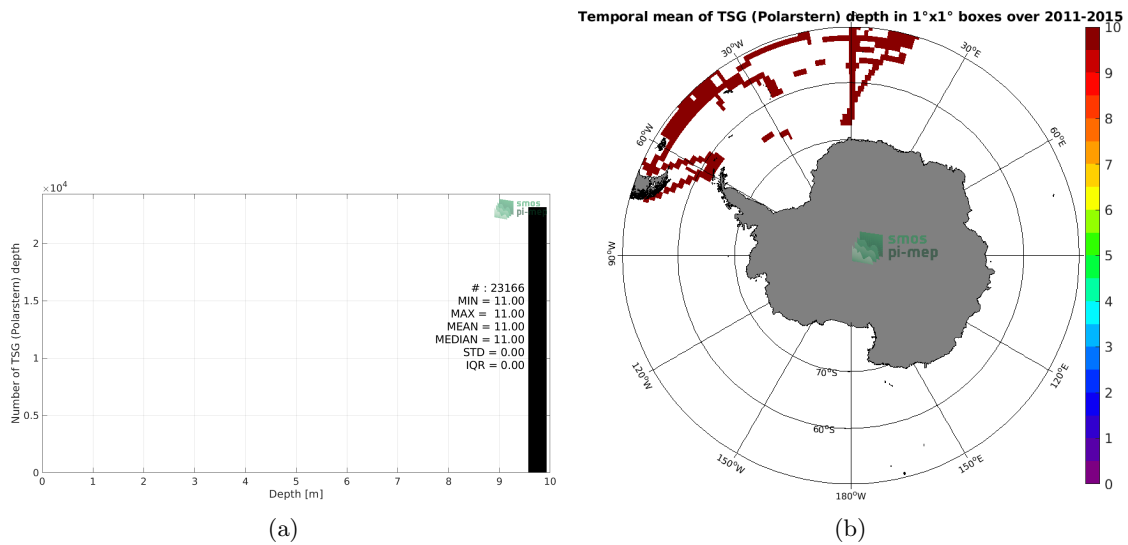 ×10⁴
2
1.5
1
0.5
0
Number of TSG (Polarstern) depth
smos
pi-mep
# : 23166
MIN = 11.00
MAX = 11.00
MEAN = 11.00
MEDIAN = 11.00
STD = 0.00
IQR = 0.00
0 1 2 3 4 5 6 7 8 9 10
Depth [m]
(a)
Temporal mean of TSG (Polarstern) depth in 1°x1° boxes over 2011-2015
30°W
30°E
60°W
60°E
90°W
120°W
120°E
150°W
150°E
180°W
70°S
60°S
smos
pi-mep
10
9
8
7
6
5
4
3
2
1
0
(b)